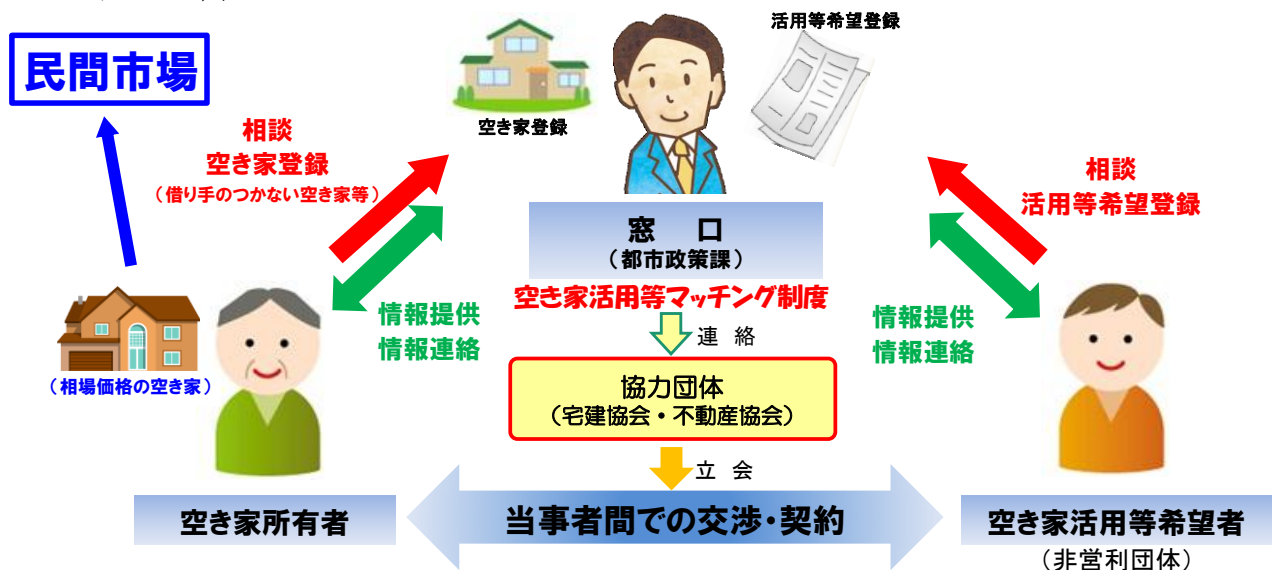 活用等希望登録
民間市場
空き家登録
相談
空き家登録
（借り手のつかない空き家等）
相談
活用等希望登録
窓　口
（都市政策課）
空き家活用等マッチング制度
情報提供
情報連絡
連 絡
情報提供
情報連絡
協力団体
（宅建協会・不動産協会）
（相場価格の空き家）
立 会
空き家所有者
当事者間での交渉・契約
空き家活用等希望者
（非営利団体）